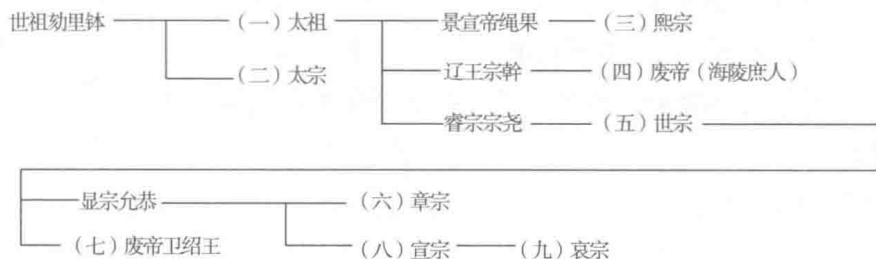 世祖劾里钵 (一)太祖 景宣帝绳果 (三)熙宗
(二)太宗 辽王宗幹 (四)废帝(海陵庶人)
睿宗宗尧 (五)世宗
显宗允恭 (六)章宗
(七)废帝卫绍王 (八)宣宗 (九)哀宗